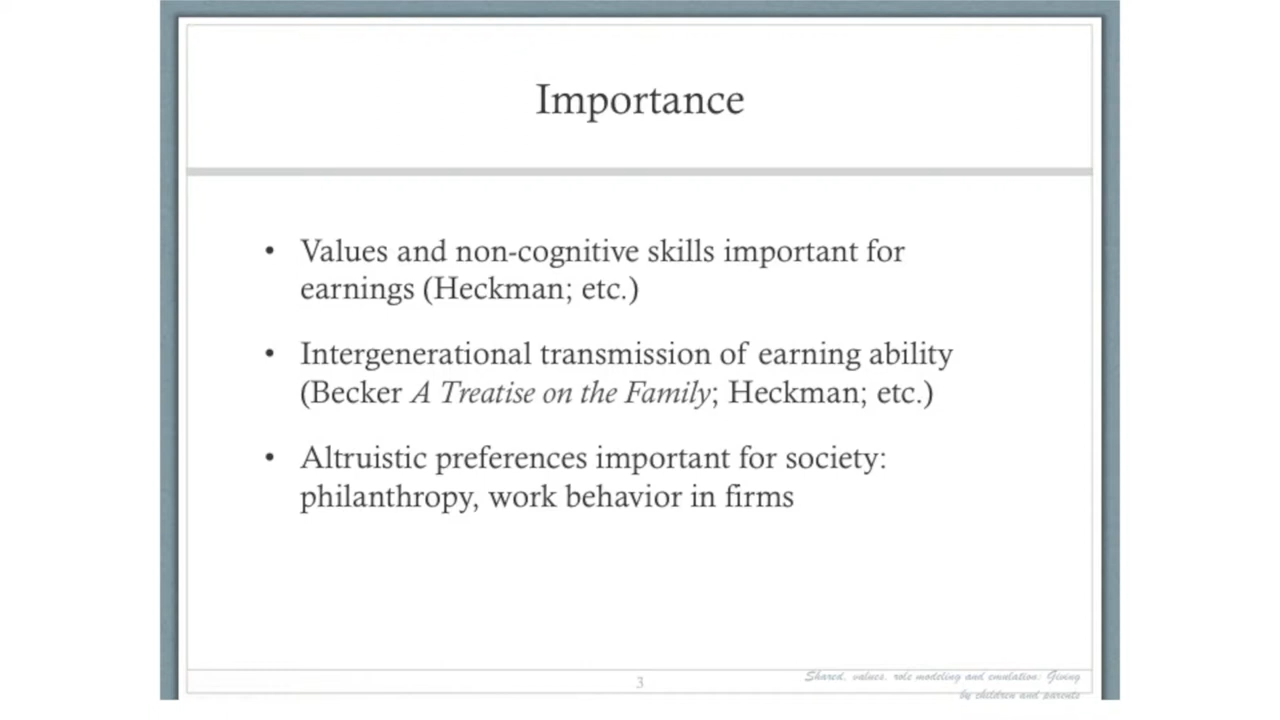 Importance
• Values and non-cognitive skills important for
earnings (Heckman; etc.)
• Intergenerational transmission of earning ability
(Becker A Treatise on the Family; Heckman; etc.)
• Altruistic preferences important for society:
philanthropy, work behavior in firms
3
Shared, values, role modeling and emulation: Giving
by children and parents